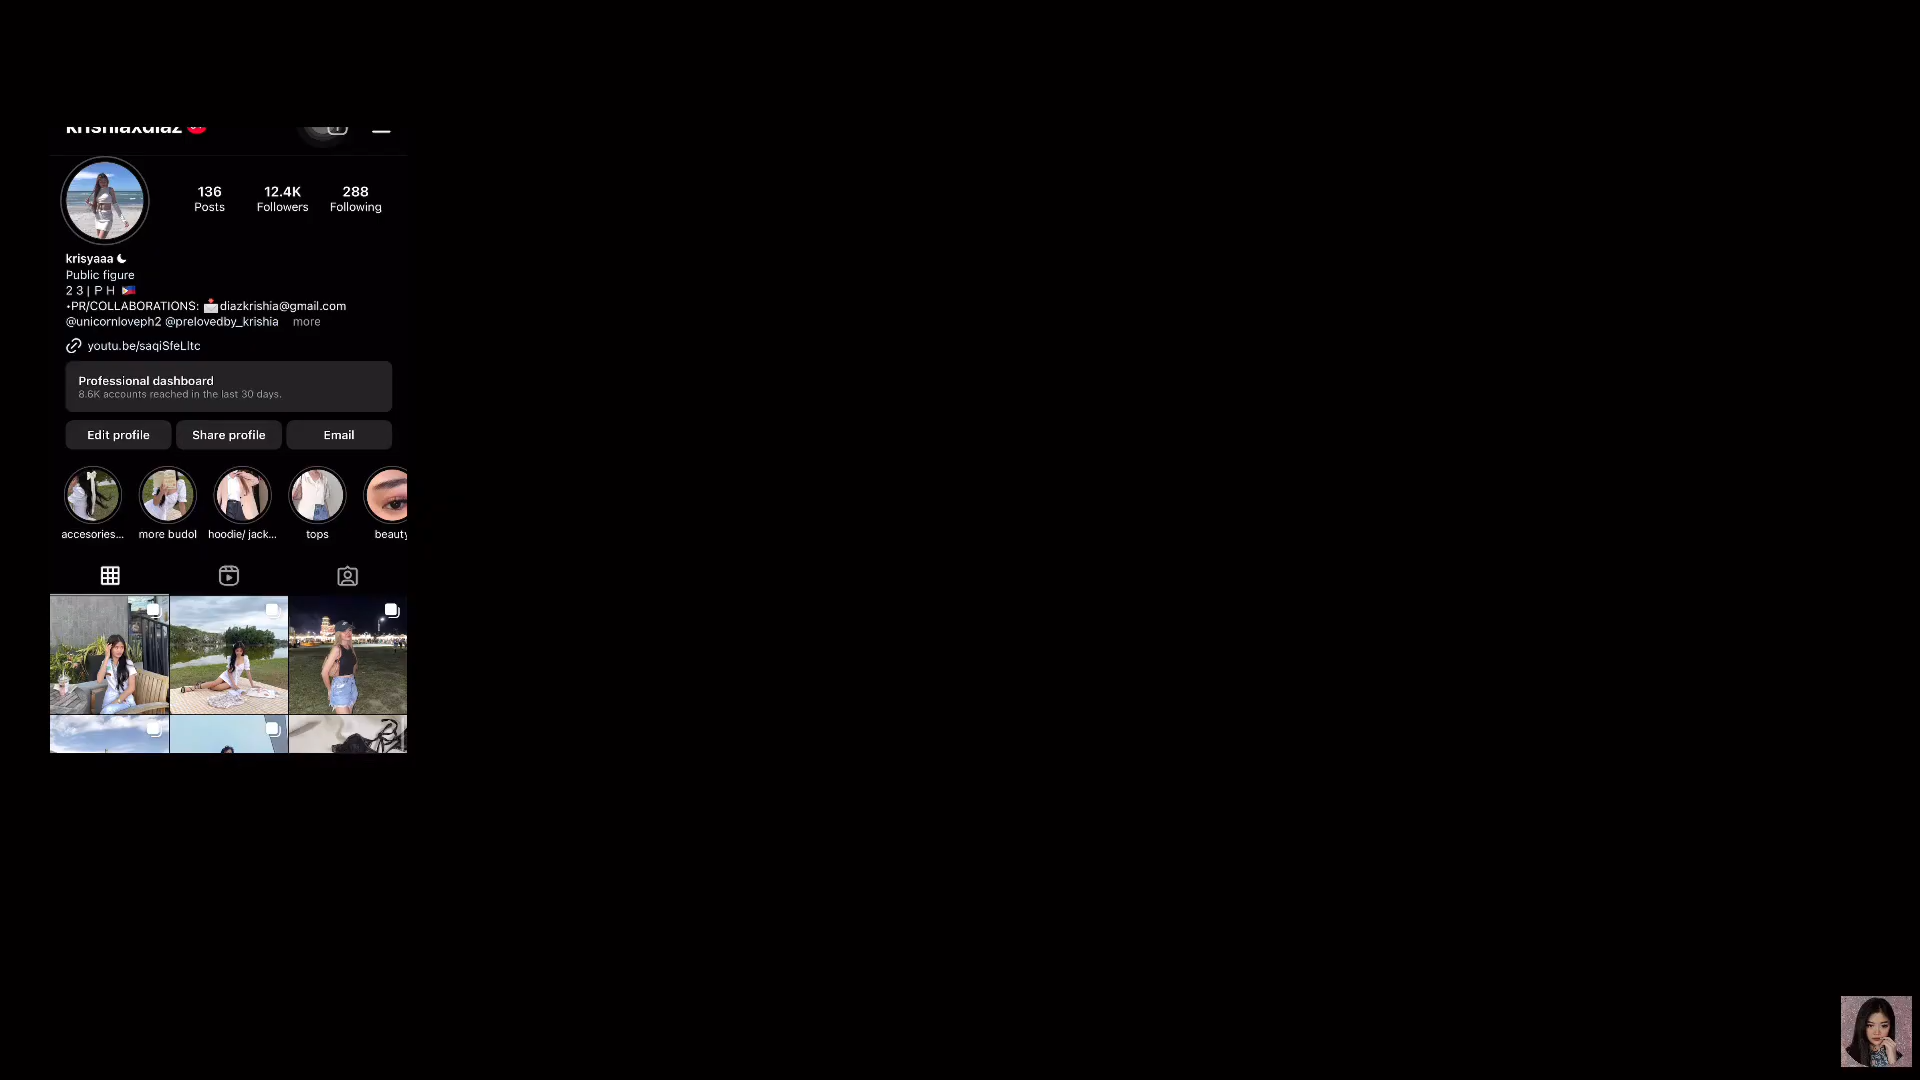 krishiaxdiaz
136 12.4K 288
Posts Followers Following
krisyaaa
Public figure
2 3 | P H 🇵🇭
•PR/COLLABORATIONS: 📩diazkrishia@gmail.com
@unicornloveph2 @prelovedby_krishia more
youtu.be/saqiSfeLItc
Professional dashboard
8.6K accounts reached in the last 30 days.
Edit profile Share profile Email
accesories... more budol hoodie/ jack... tops beauty